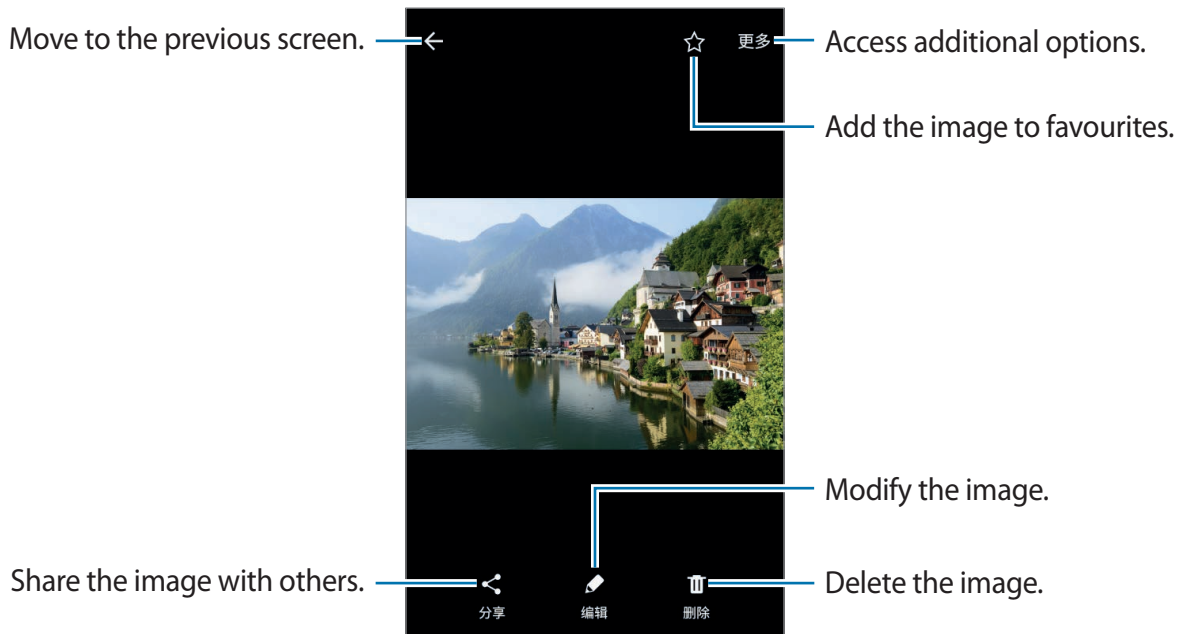 Move to the previous screen.
更多
Access additional options.
Add the image to favourites.
Modify the image.
Share the image with others.
Delete the image.
分享
编辑
删除